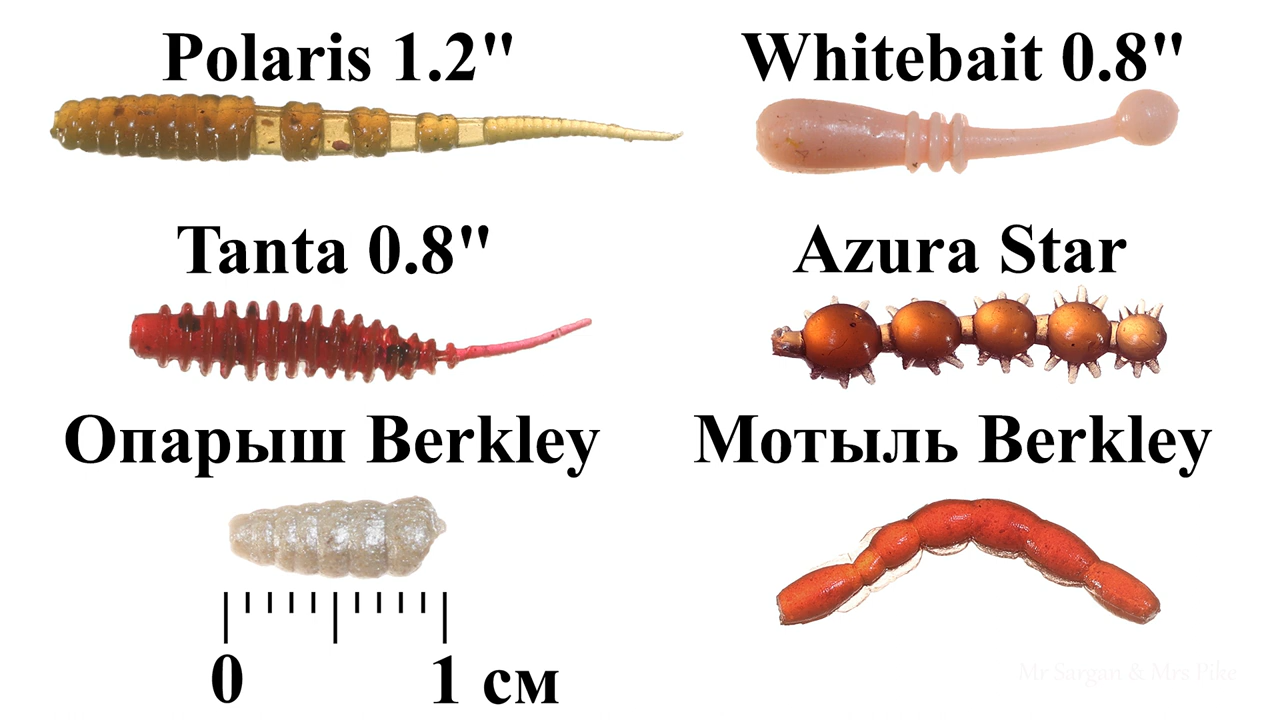 Polaris 1.2"
Whitebait 0.8"
Tanta 0.8"
Azura Star
Опарыш Berkley
Мотыль Berkley
0
1 см
Mr Sargan & Mrs Pike